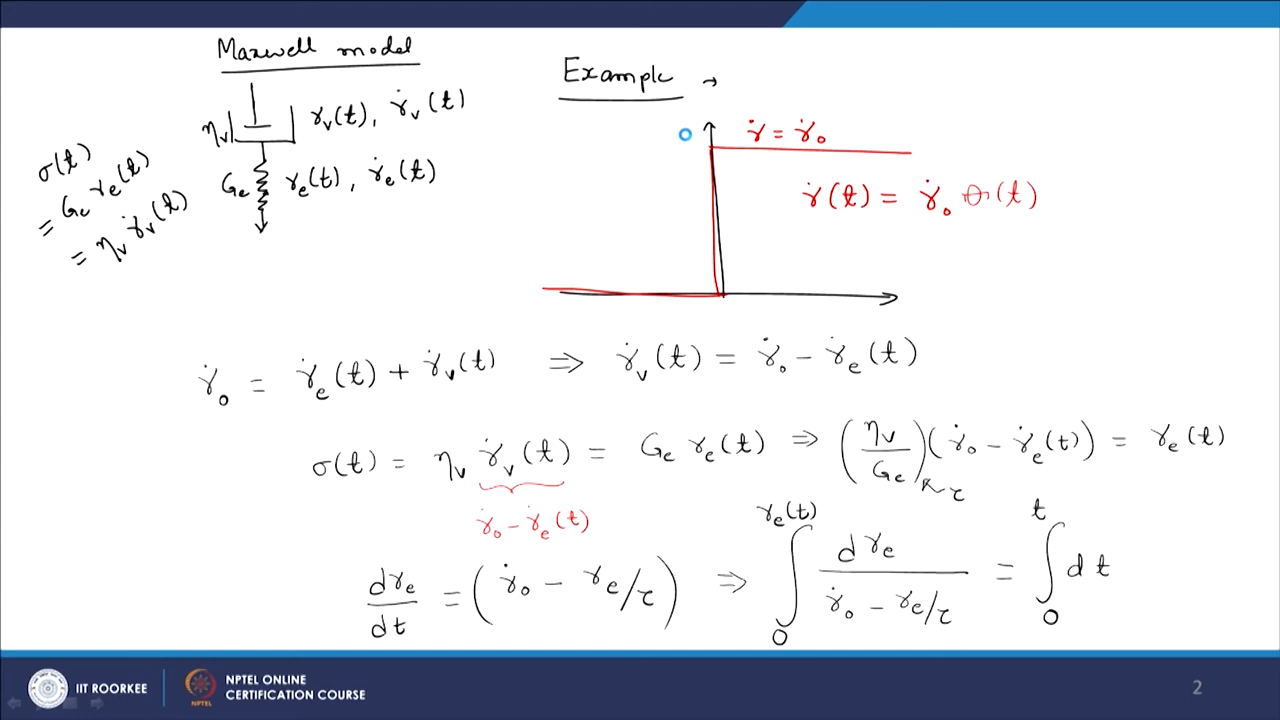 Maxwell model
ηᵥ γᵥ(t), γ̇ᵥ(t)
Gₑ γₑ(t), γ̇ₑ(t)
σ(t)
= Gₑ γₑ(t)
= ηᵥ γ̇ᵥ(t)
Example →
γ̇ = γ̇₀
γ̇(t) = γ̇₀ Θ(t)
γ̇₀ = γ̇ₑ(t) + γ̇ᵥ(t) ⇒ γ̇ᵥ(t) = γ̇₀ − γ̇ₑ(t)
σ(t) = ηᵥ γ̇ᵥ(t) = Gₑ γₑ(t) ⇒ (ηᵥ/Gₑ)(γ̇₀ − γ̇ₑ(t)) = γₑ(t)
τ
γ̇₀ − γ̇ₑ(t)
dγₑ/dt = (γ̇₀ − γₑ/τ) ⇒ ∫₀^γₑ(t) dγₑ/(γ̇₀ − γₑ/τ) = ∫₀^t dt
IIT ROORKEE
NPTEL
NPTEL ONLINE
CERTIFICATION COURSE
2